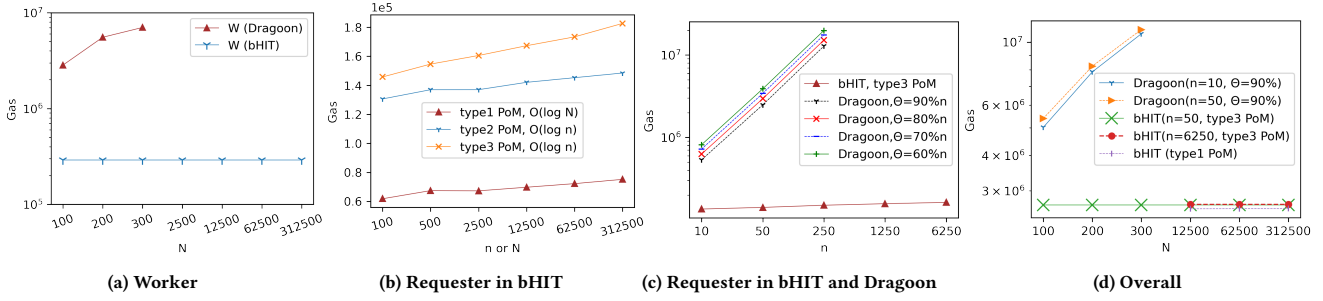 10^7
10^6
10^5
Gas
W (Dragoon)
W (bHIT)
100 200 300 2500 12500 62500 312500
N
(a) Worker
1e5
1.8
1.6
1.4
1.2
1.0
0.8
0.6
Gas
type1 PoM, O(log N)
type2 PoM, O(log n)
type3 PoM, O(log n)
100 500 2500 12500 62500 312500
n or N
(b) Requester in bHIT
10^7
10^6
Gas
bHIT, type3 PoM
Dragoon,Θ=90%n
Dragoon,Θ=80%n
Dragoon,Θ=70%n
Dragoon,Θ=60%n
10 50 250 1250 6250
n
(c) Requester in bHIT and Dragoon
10^7
6 × 10^6
4 × 10^6
3 × 10^6
Gas
Dragoon(n=10, Θ=90%)
Dragoon(n=50, Θ=90%)
bHIT(n=50, type3 PoM)
bHIT(n=6250, type3 PoM)
bHIT (type1 PoM)
100 200 300 12500 62500 312500
N
(d) Overall